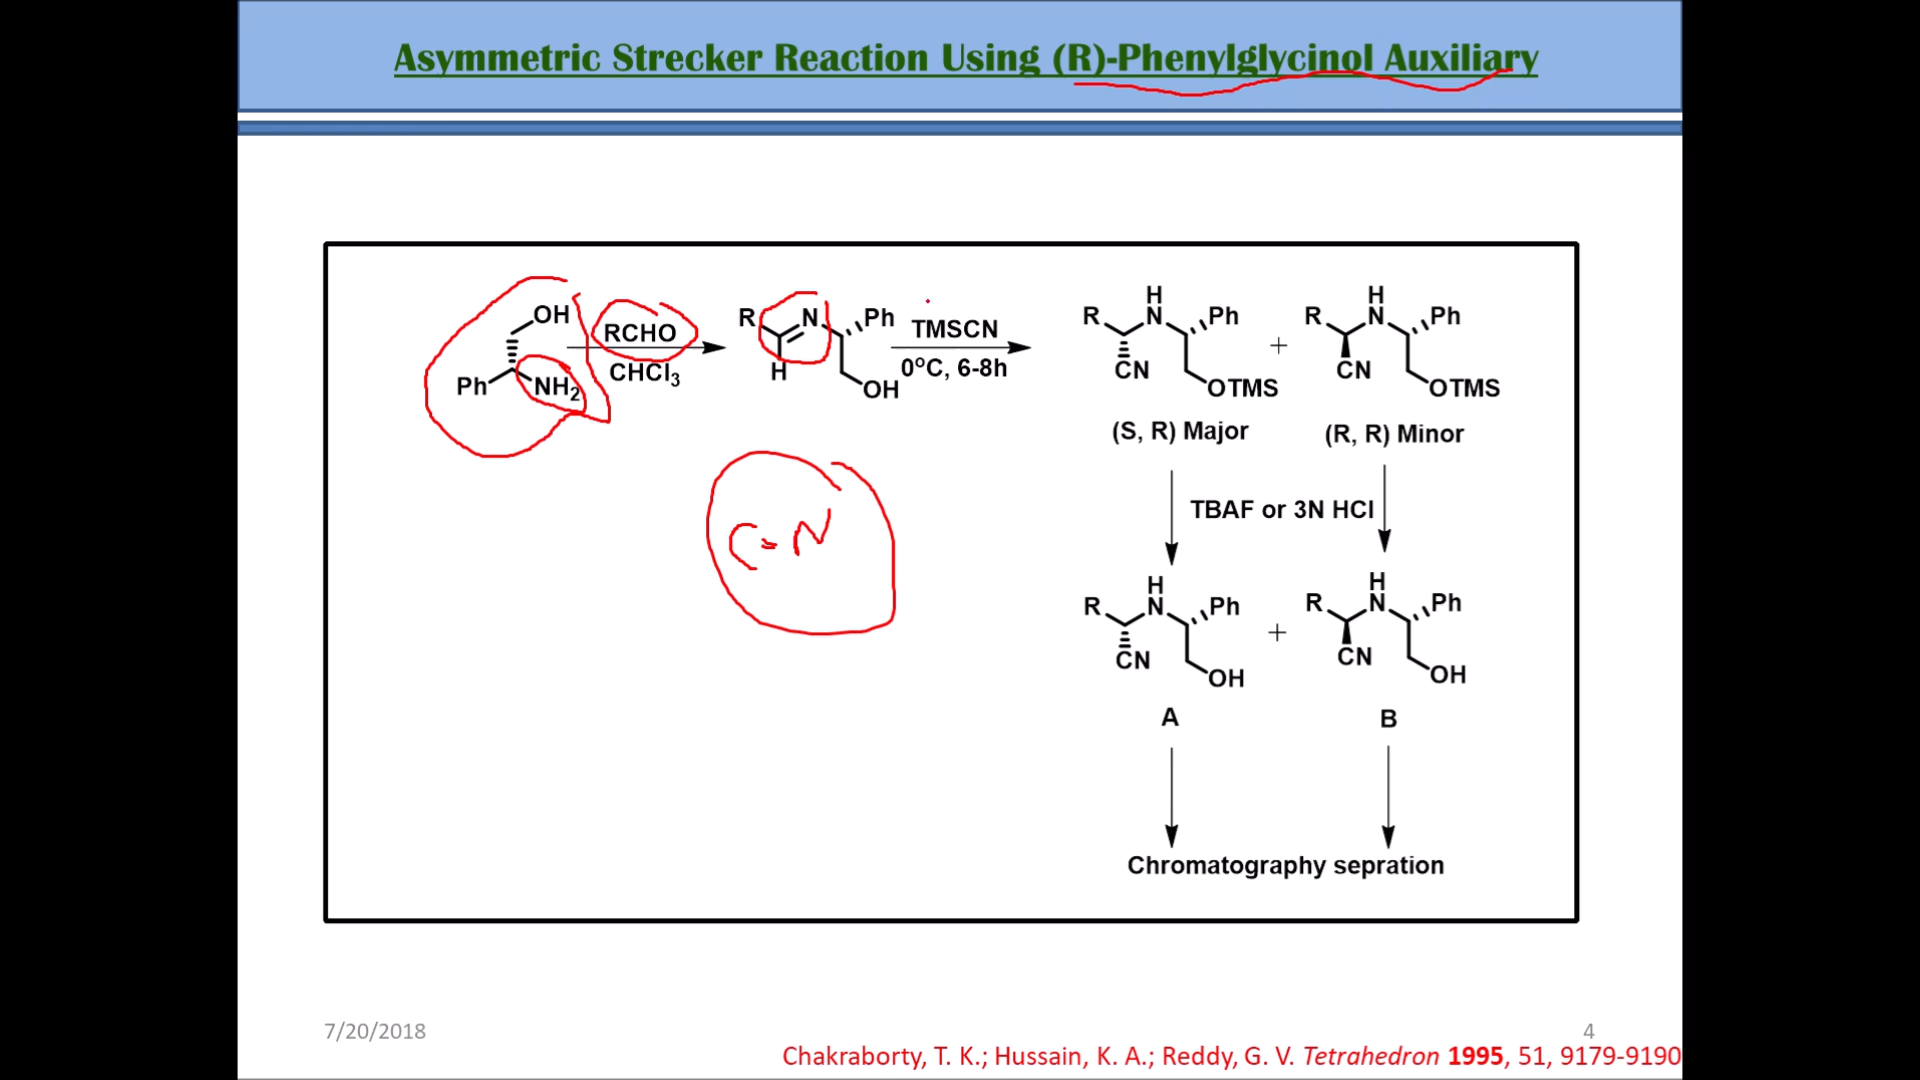 Asymmetric Strecker Reaction Using (R)-Phenylglycinol Auxiliary
OH
Ph
NH2
RCHO
CHCl3
R
N
H
Ph
OH
TMSCN
0ºC, 6-8h
H
R
N
Ph
CN
OTMS
(S, R) Major
+
H
R
N
Ph
CN
OTMS
(R, R) Minor
C=N
TBAF or 3N HCl
H
R
N
Ph
CN
OH
A
+
H
R
N
Ph
CN
OH
B
Chromatography sepration
7/20/2018
4
Chakraborty, T. K.; Hussain, K. A.; Reddy, G. V. Tetrahedron 1995, 51, 9179-9190